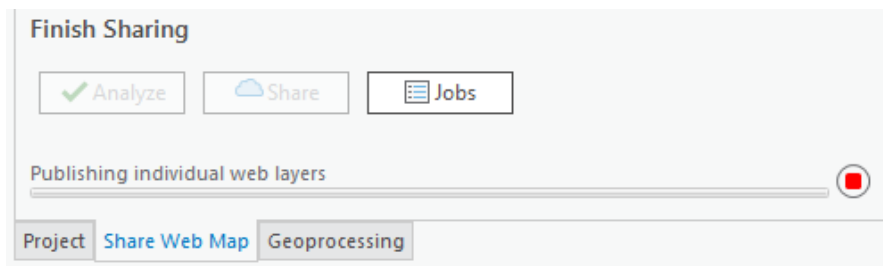 Finish Sharing
Analyze Share Jobs
Publishing individual web layers
Project Share Web Map Geoprocessing